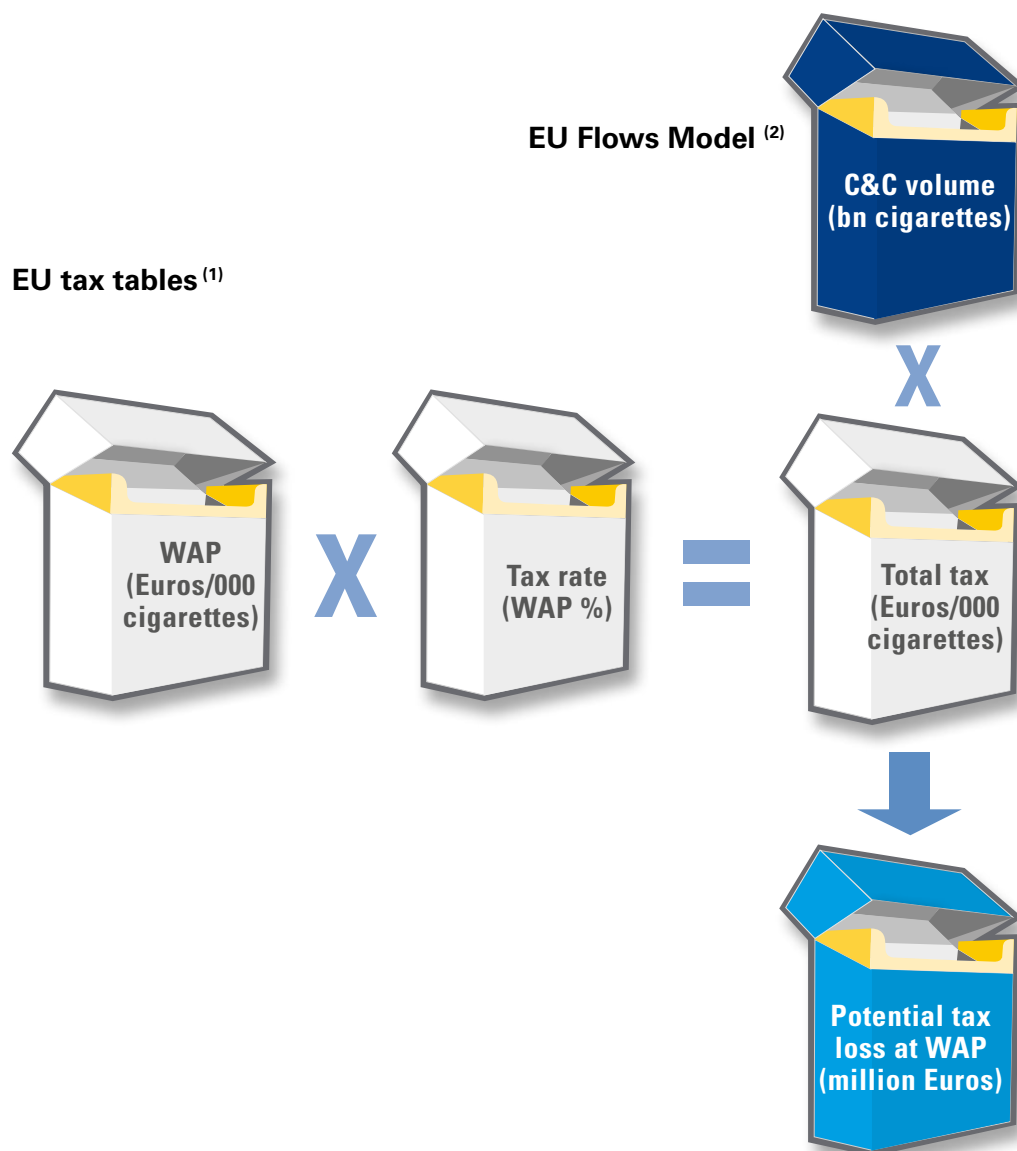 EU Flows Model (2)
C&C volume
(bn cigarettes)
EU tax tables (1)
X
WAP
(Euros/000
cigarettes)
X
Tax rate
(WAP %)
=
Total tax
(Euros/000
cigarettes)
Potential tax
loss at WAP
(million Euros)